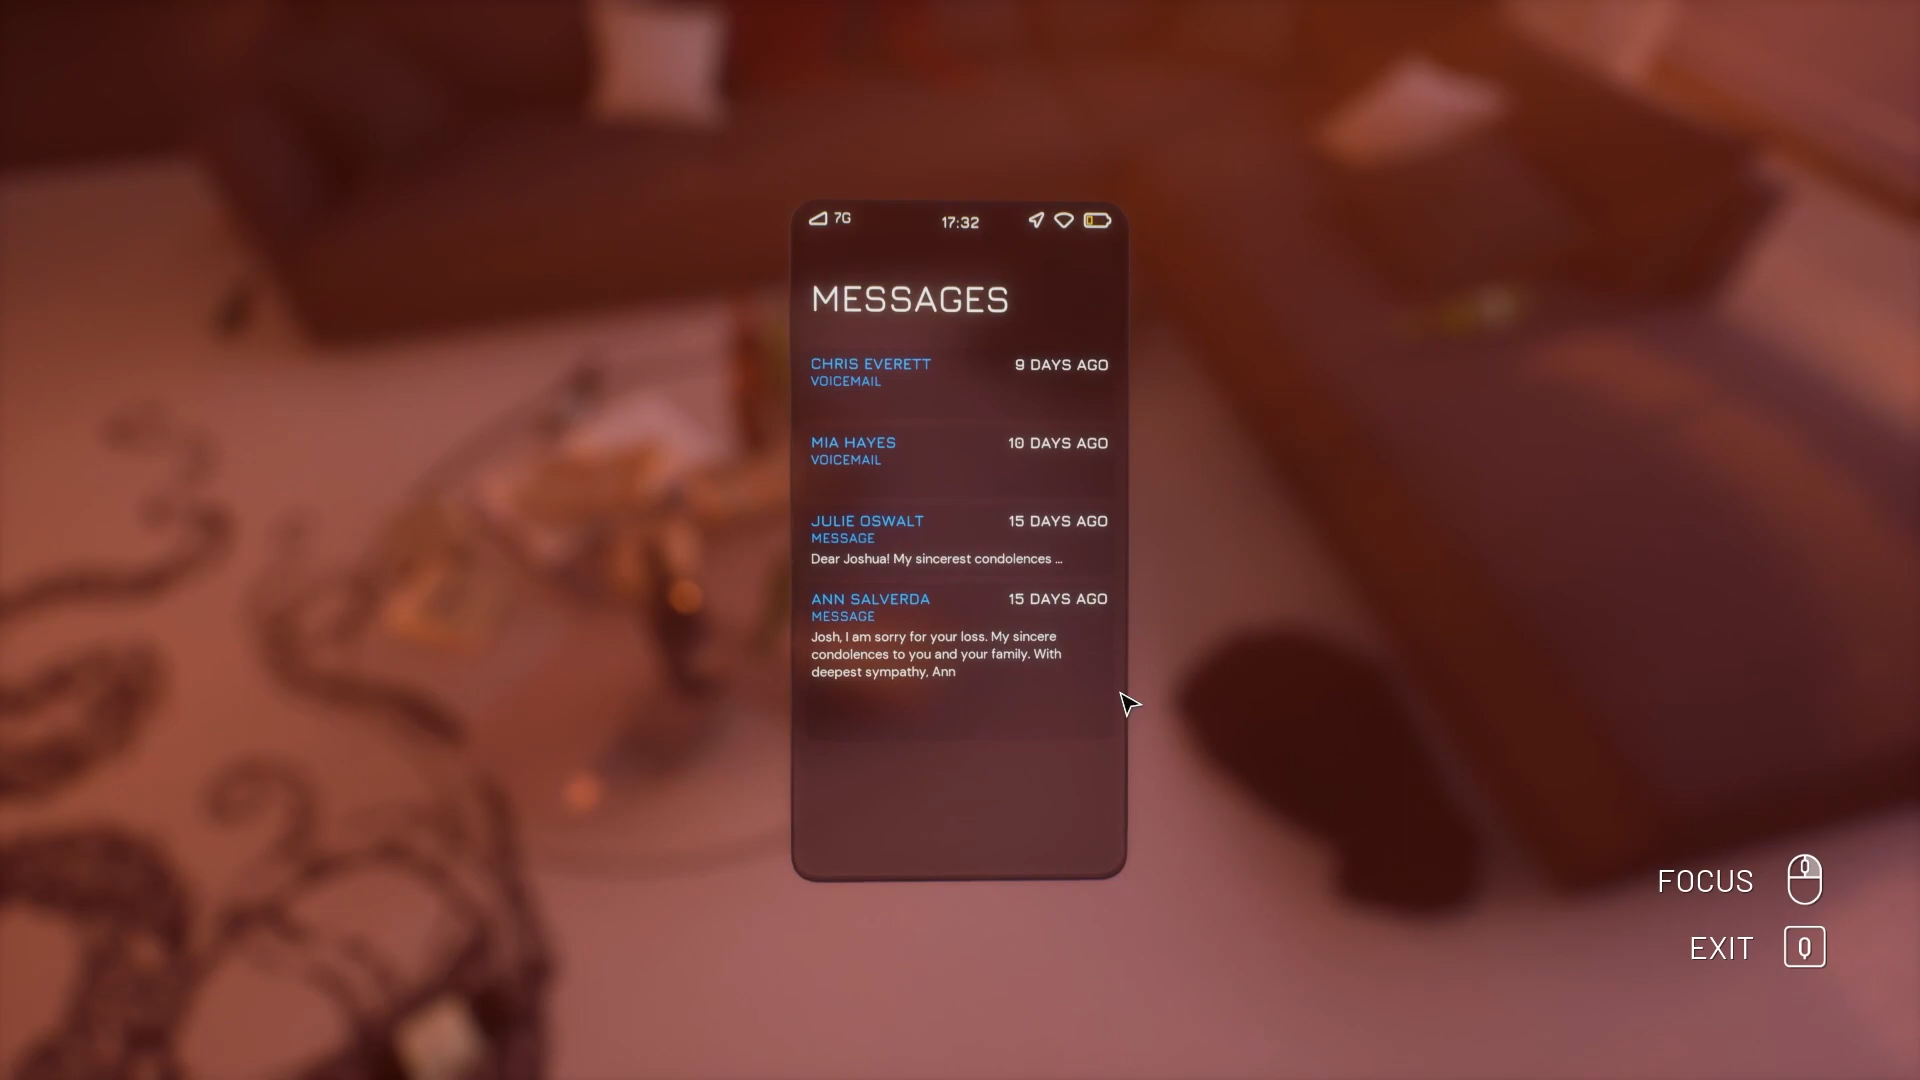 7G
17:32
MESSAGES
CHRIS EVERETT 9 DAYS AGO
VOICEMAIL
MIA HAYES 10 DAYS AGO
VOICEMAIL
JULIE OSWALT 15 DAYS AGO
MESSAGE
Dear Joshua! My sincerest condolences ...
ANN SALVERDA 15 DAYS AGO
MESSAGE
Josh, I am sorry for your loss. My sincere
condolences to you and your family. With
deepest sympathy, Ann
FOCUS
EXIT Q